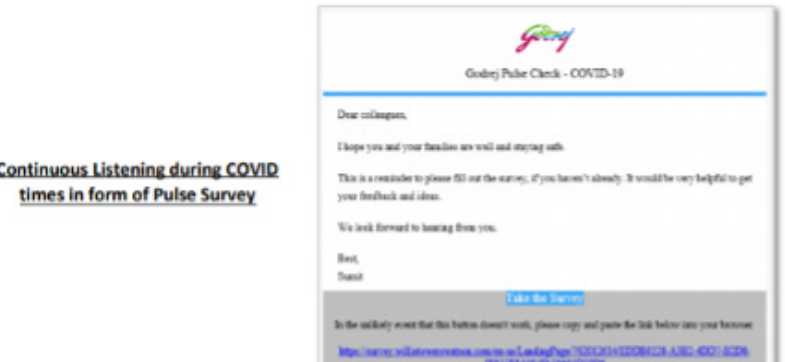 Continuous Listening during COVID
times in form of Pulse Survey
Godrej
Godrej Pulse Check - COVID-19
Dear colleagues,
I hope you and your families are well and staying safe.
This is a reminder to please fill out the survey, if you haven't already. It would be very helpful to get
your feedback and ideas.
We look forward to hearing from you.
Best,
Sumit
Take the Survey
In the unlikely event that this button doesn't work, please copy and paste the link below into your browser